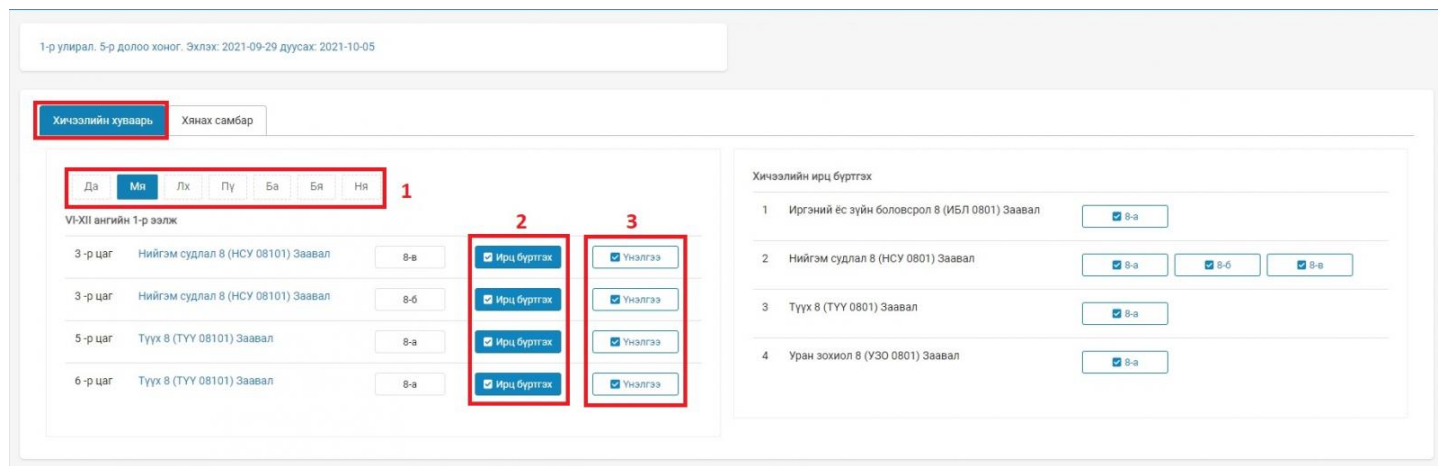 1-р улирал. 5-р долоо хоног. Эхлэх: 2021-09-29 дуусах: 2021-10-05
Хичээлийн хуваарь Хянах самбар
Да Мя Лх Пү Ба Бя Ня 1
VI-XII ангийн 1-р ээлж
2 3
3 -р цаг Нийгэм судлал 8 (НСУ 08101) Заавал 8-в Ирц бүртгэх Үнэлгээ
3 -р цаг Нийгэм судлал 8 (НСУ 08101) Заавал 8-б Ирц бүртгэх Үнэлгээ
5 -р цаг Түүх 8 (ТҮҮ 08101) Заавал 8-а Ирц бүртгэх Үнэлгээ
6 -р цаг Түүх 8 (ТҮҮ 08101) Заавал 8-а Ирц бүртгэх Үнэлгээ
Хичээлийн ирц бүртгэх
1 Иргэний ёс зүйн боловсрол 8 (ИБЛ 0801) Заавал 8-а
2 Нийгэм судлал 8 (НСУ 0801) Заавал 8-а 8-б 8-в
3 Түүх 8 (ТҮҮ 0801) Заавал 8-а
4 Уран зохиол 8 (УЗО 0801) Заавал 8-а